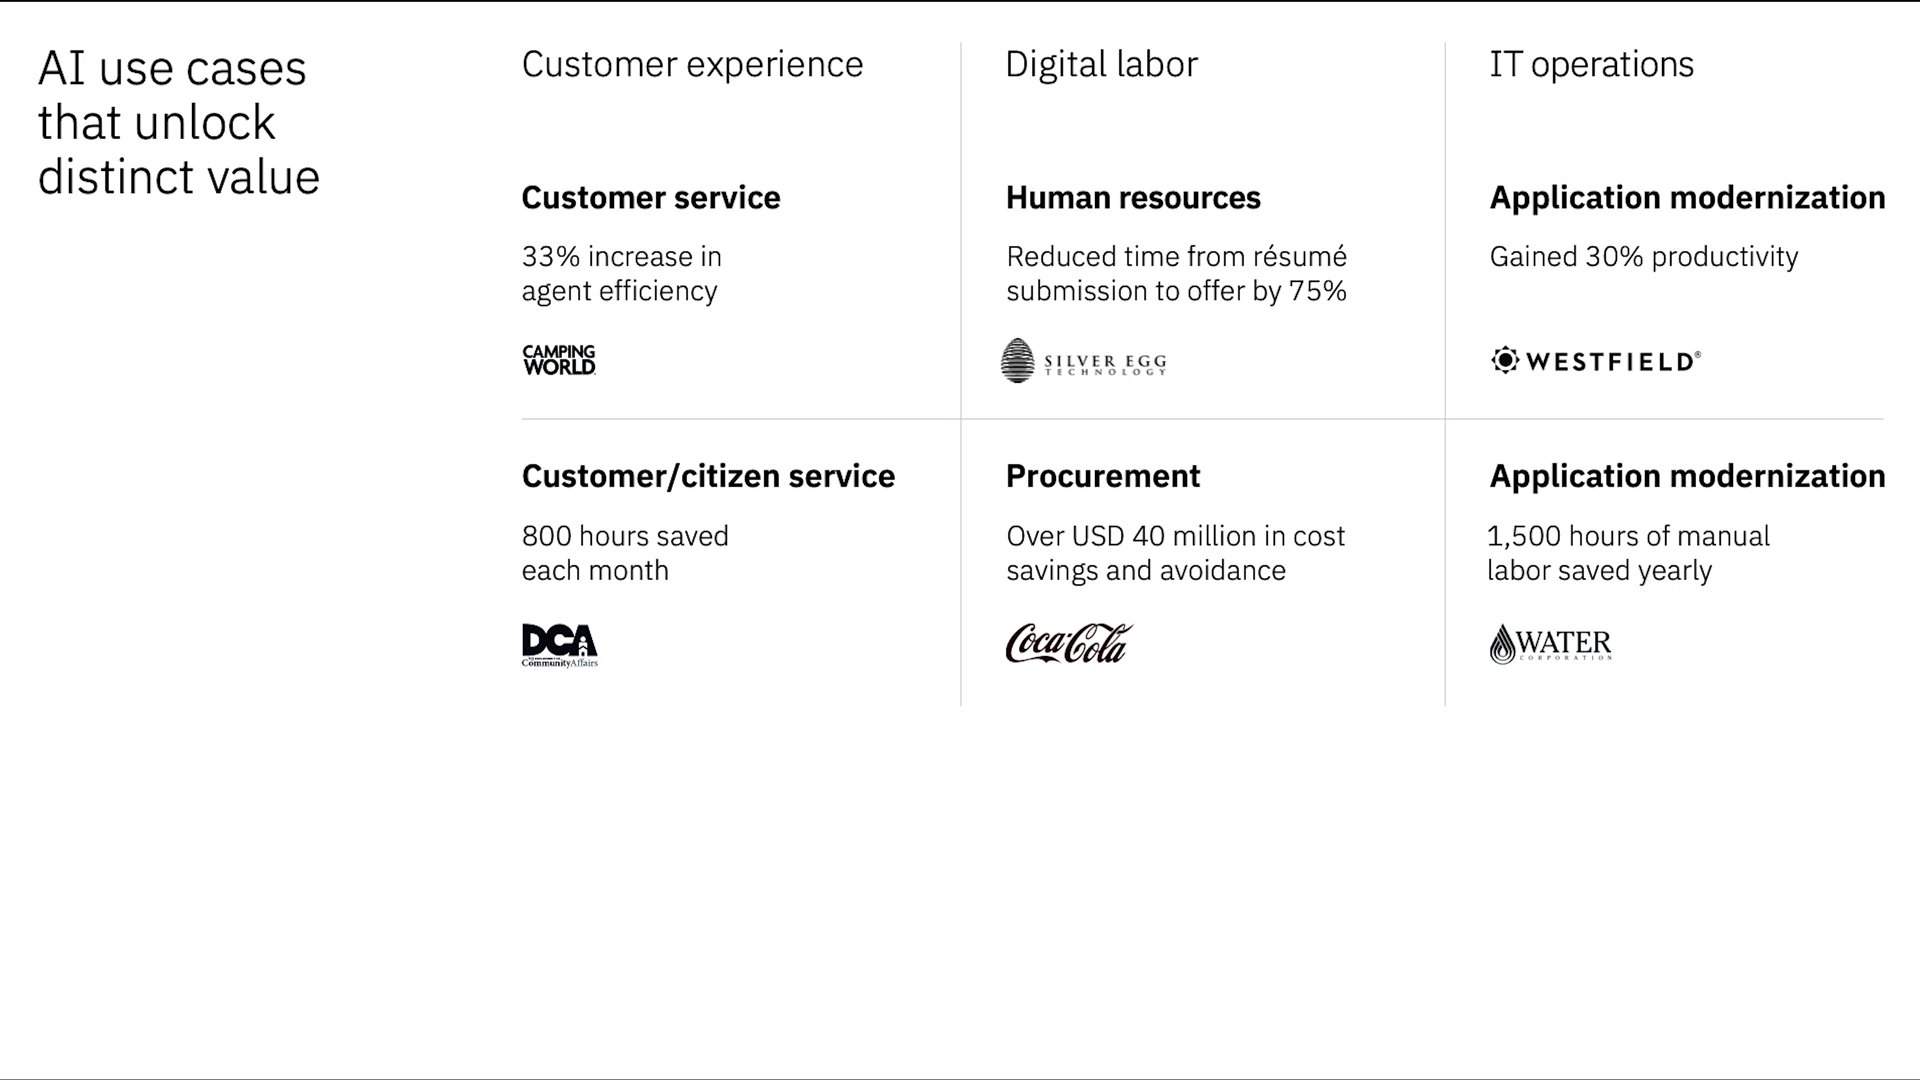 AI use cases
that unlock
distinct value
Customer experience
Customer service
33% increase in
agent efficiency
CAMPING
WORLD
Customer/citizen service
800 hours saved
each month
DCA
CommunityAffairs
Digital labor
Human resources
Reduced time from résumé
submission to offer by 75%
SILVER EGG
TECHNOLOGY
Procurement
Over USD 40 million in cost
savings and avoidance
Coca-Cola
IT operations
Application modernization
Gained 30% productivity
WESTFIELD®
Application modernization
1,500 hours of manual
labor saved yearly
WATER
CORPORATION